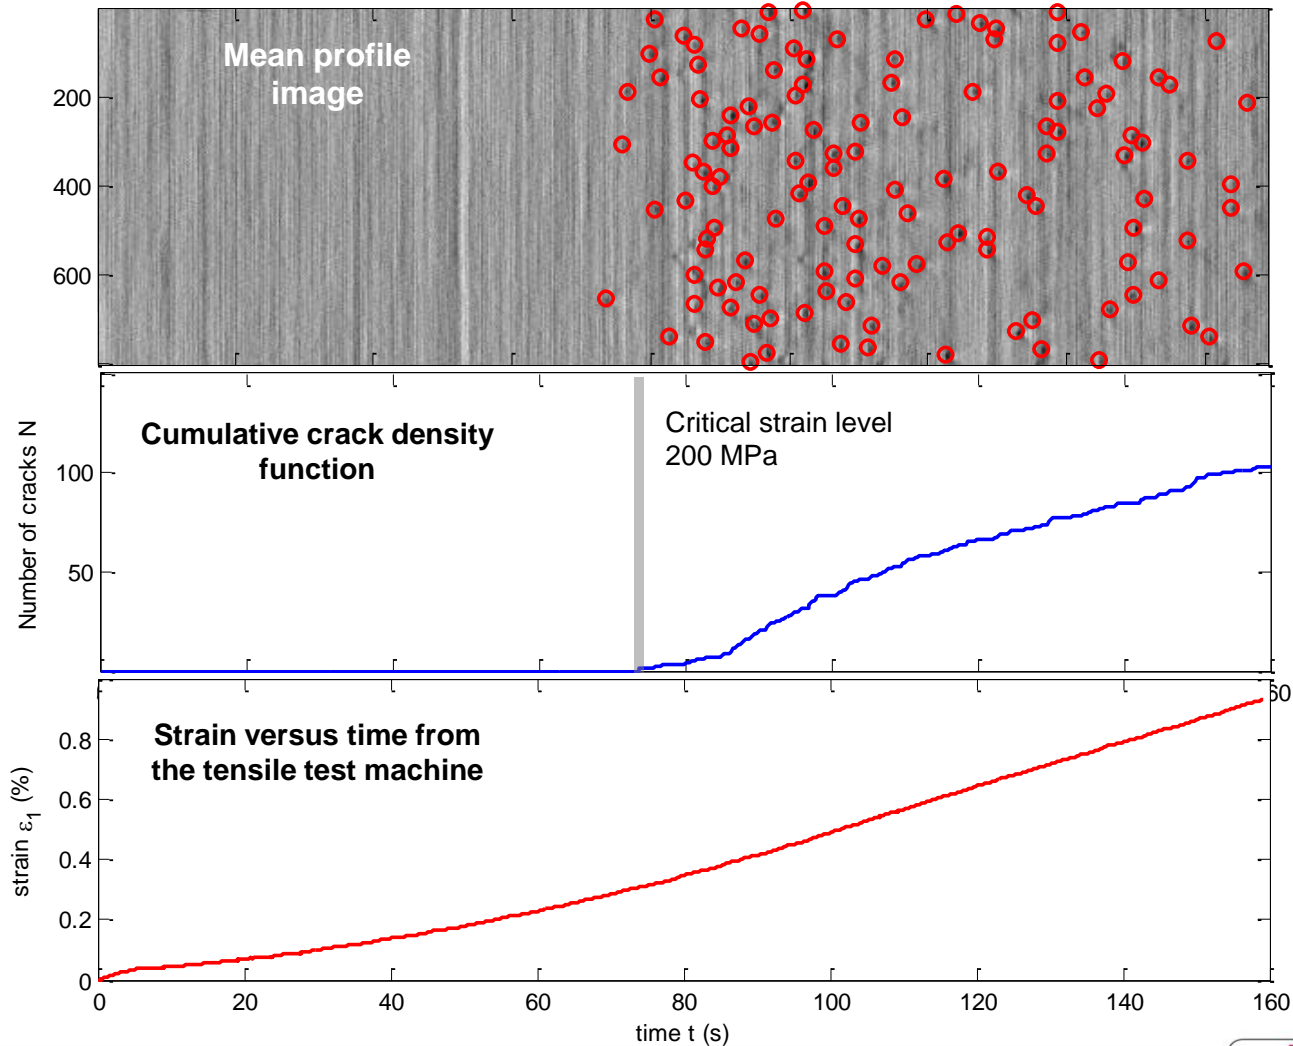 Mean profile
image
200
400
600
Number of cracks N
100
50
Cumulative crack density
function
Critical strain level
200 MPa
strain ε1 (%)
0.8
0.6
0.4
0.2
0
Strain versus time from
the tensile test machine
60
0 20 40 60 80 100 120 140 160
time t (s)